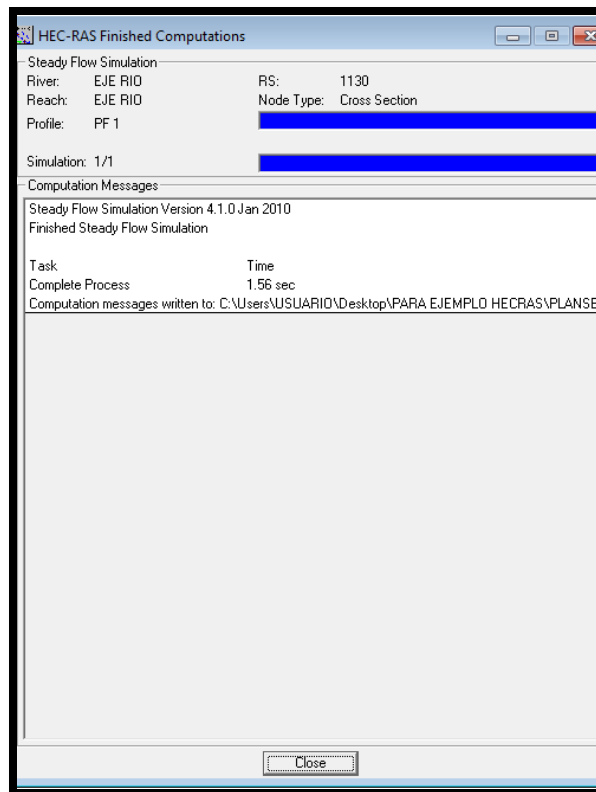 HEC-RAS Finished Computations
Steady Flow Simulation
River: EJE RIO RS: 1130
Reach: EJE RIO Node Type: Cross Section
Profile: PF 1
Simulation: 1/1
Computation Messages
Steady Flow Simulation Version 4.1.0 Jan 2010
Finished Steady Flow Simulation
Task Time
Complete Process 1.56 sec
Computation messages written to: C:\Users\USUARIO\Desktop\PARA EJEMPLO HECRAS\PLANSE
Close